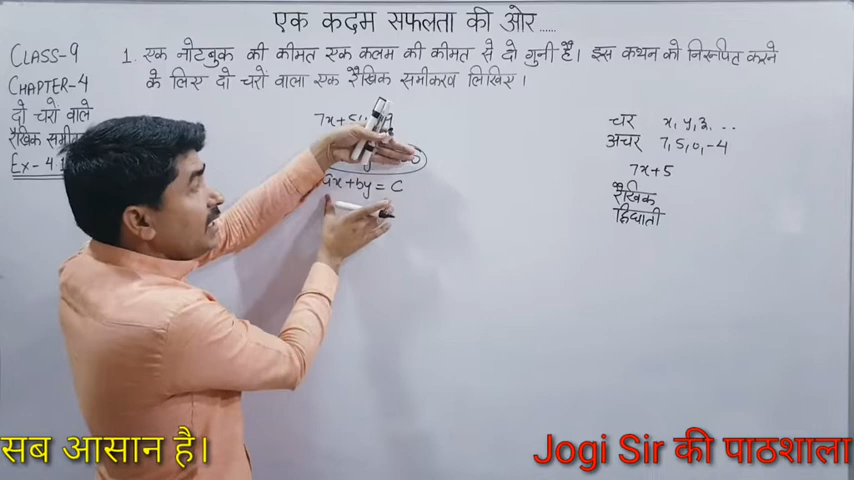 एक कदम सफलता की ओर......
CLASS-9
CHAPTER-4
दो चरों वाले
रैखिक
Ex-4.1
1. एक नोटबुक की कीमत एक कलम की कीमत से दो गुनी है। इस कथन को निरूपित करने
के लिए दो चरों वाला एक रैखिक समीकरण लिखिए।
7x+5
ax+by=C
चर x, y, z, ...
अचर 7, 5, 0, -4
7x+5
रैखिक
द्विघाती
सब आसान है।
Jogi Sir की पाठशाला